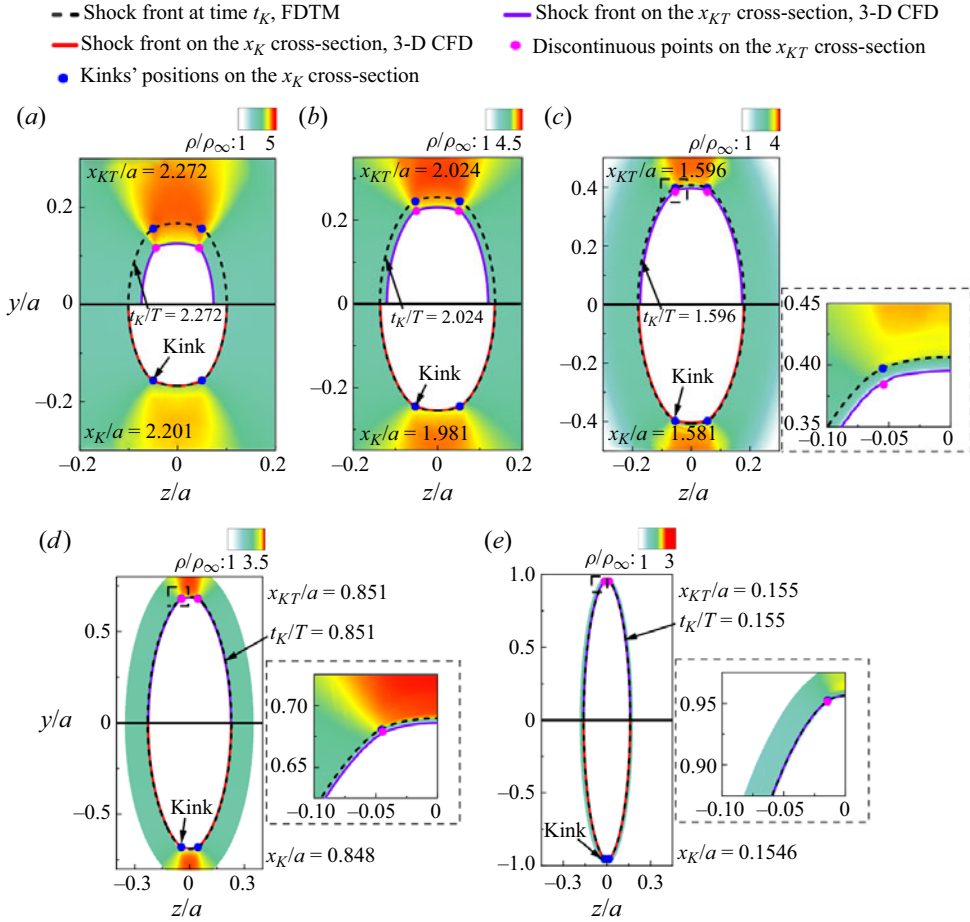 Shock front at time t_K, FDTM
Shock front on the x_KT cross-section, 3-D CFD
Shock front on the x_K cross-section, 3-D CFD
Discontinuous points on the x_KT cross-section
Kinks' positions on the x_K cross-section
(a)
ρ/ρ∞: 1 5
x_KT/a = 2.272
0.2
y/a
0
t_K/T = 2.272
Kink
−0.2
x_K/a = 2.201
−0.2 0 0.2
z/a
(b)
ρ/ρ∞: 1 4.5
x_KT/a = 2.024
0.2
0
t_K/T = 2.024
Kink
−0.2
x_K/a = 1.981
−0.2 0 0.2
z/a
(c)
ρ/ρ∞: 1 4
x_KT/a = 1.596
0.4
0.2
0
t_K/T = 1.596
Kink
−0.2
−0.4
x_K/a = 1.581
−0.2 0 0.2
z/a
0.45
0.40
0.35
−0.10 −0.05 0
(d)
ρ/ρ∞: 1 3.5
x_KT/a = 0.851
0.5
t_K/T = 0.851
y/a
0
−0.5
Kink
x_K/a = 0.848
−0.3 0 0.3
z/a
0.70
0.65
−0.10 −0.05 0
(e)
ρ/ρ∞: 1 3
1.0
x_KT/a = 0.155
0.5
t_K/T = 0.155
0
−0.5
Kink
−1.0
x_K/a = 0.1546
−0.3 0 0.3
z/a
0.95
0.90
−0.10 −0.05 0